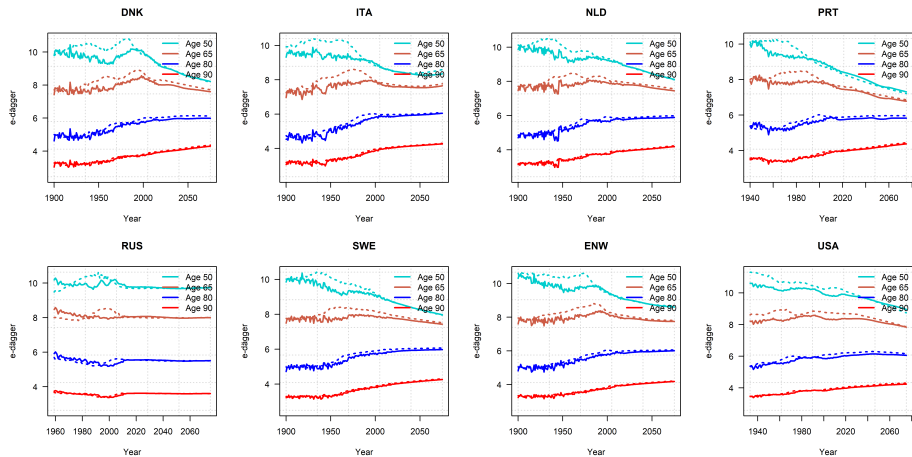 DNK
e-dagger
10
8
6
4
Age 50
Age 65
Age 80
Age 90
1900 1950 2000 2050
Year
ITA
e-dagger
10
8
6
4
Age 50
Age 65
Age 80
Age 90
1900 1950 2000 2050
Year
NLD
e-dagger
10
8
6
4
Age 50
Age 65
Age 80
Age 90
1900 1950 2000 2050
Year
PRT
e-dagger
10
8
6
4
Age 50
Age 65
Age 80
Age 90
1940 1980 2020 2060
Year
RUS
e-dagger
10
8
6
4
Age 50
Age 65
Age 80
Age 90
1960 1980 2000 2020 2040 2060
Year
SWE
e-dagger
10
8
6
4
Age 50
Age 65
Age 80
Age 90
1900 1950 2000 2050
Year
ENW
e-dagger
10
8
6
4
Age 50
Age 65
Age 80
Age 90
1900 1950 2000 2050
Year
USA
e-dagger
10
8
6
4
Age 50
Age 65
Age 80
Age 90
1940 1980 2020 2060
Year